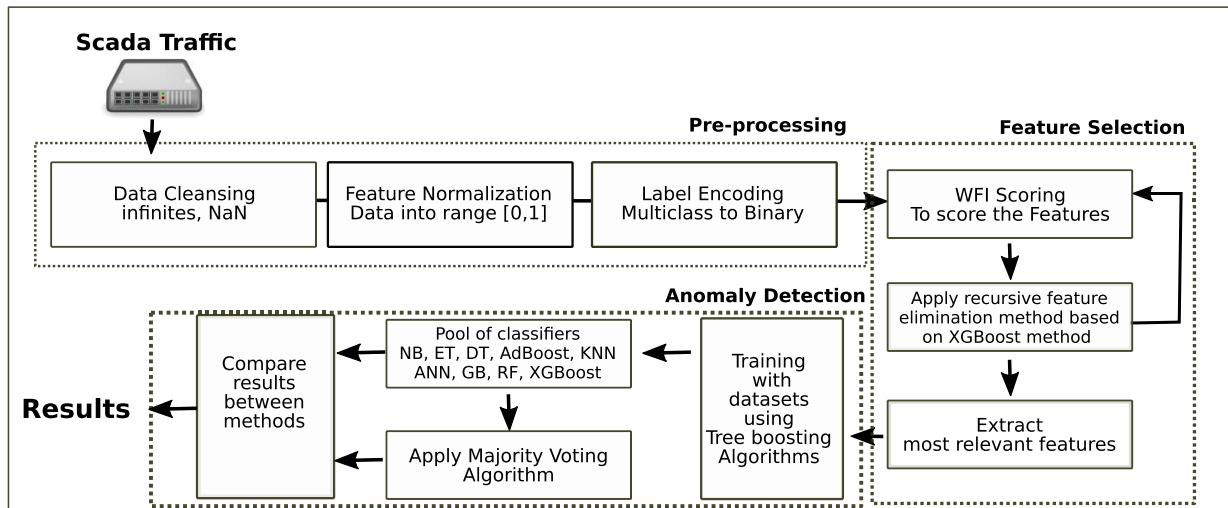 Scada Traffic
Pre-processing
Data Cleansing
infinites, NaN
Feature Normalization
Data into range [0,1]
Label Encoding
Multiclass to Binary
Feature Selection
WFI Scoring
To score the Features
Apply recursive feature
elimination method based
on XGBoost method
Extract
most relevant features
Anomaly Detection
Training
with
datasets
using
Tree boosting
Algorithms
Pool of classifiers
NB, ET, DT, AdBoost, KNN
ANN, GB, RF, XGBoost
Apply Majority Voting
Algorithm
Compare
results
between
methods
Results